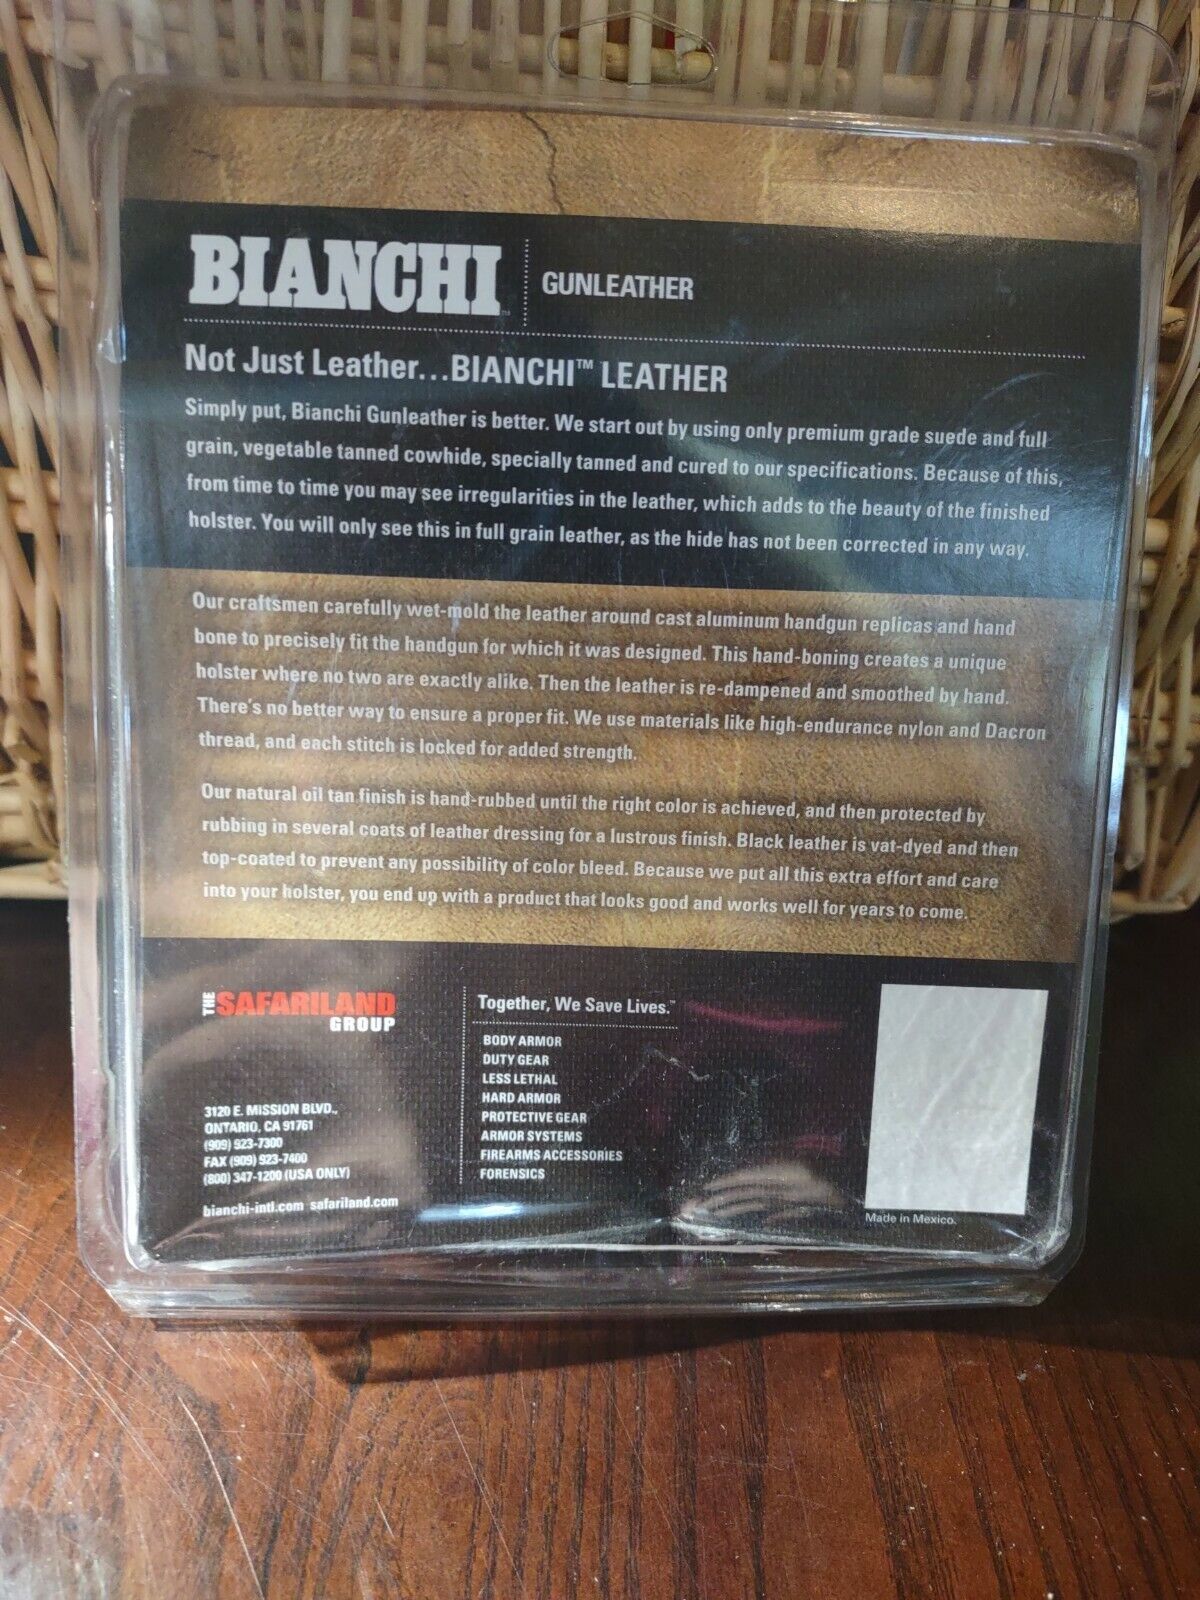 BIANCHI™ GUNLEATHER
Not Just Leather...BIANCHI™ LEATHER
Simply put, Bianchi Gunleather is better. We start out by using only premium grade suede and full
grain, vegetable tanned cowhide, specially tanned and cured to our specifications. Because of this,
from time to time you may see irregularities in the leather, which adds to the beauty of the finished
holster. You will only see this in full grain leather, as the hide has not been corrected in any way.
Our craftsmen carefully wet-mold the leather around cast aluminum handgun replicas and hand
bone to precisely fit the handgun for which it was designed. This hand-boning creates a unique
holster where no two are exactly alike. Then the leather is re-dampened and smoothed by hand.
There's no better way to ensure a proper fit. We use materials like high-endurance nylon and Dacron
thread, and each stitch is locked for added strength.
Our natural oil tan finish is hand-rubbed until the right color is achieved, and then protected by
rubbing in several coats of leather dressing for a lustrous finish. Black leather is vat-dyed and then
top-coated to prevent any possibility of color bleed. Because we put all this extra effort and care
into your holster, you end up with a product that looks good and works well for years to come.
THE SAFARILAND
GROUP
3120 E. MISSION BLVD.,
ONTARIO, CA 91761
(909) 923-7300
FAX (909) 923-7400
(800) 347-1200 (USA ONLY)
bianchi-intl.com safariland.com
Together, We Save Lives.™
BODY ARMOR
DUTY GEAR
LESS LETHAL
HARD ARMOR
PROTECTIVE GEAR
ARMOR SYSTEMS
FIREARMS ACCESSORIES
FORENSICS
Made in Mexico.